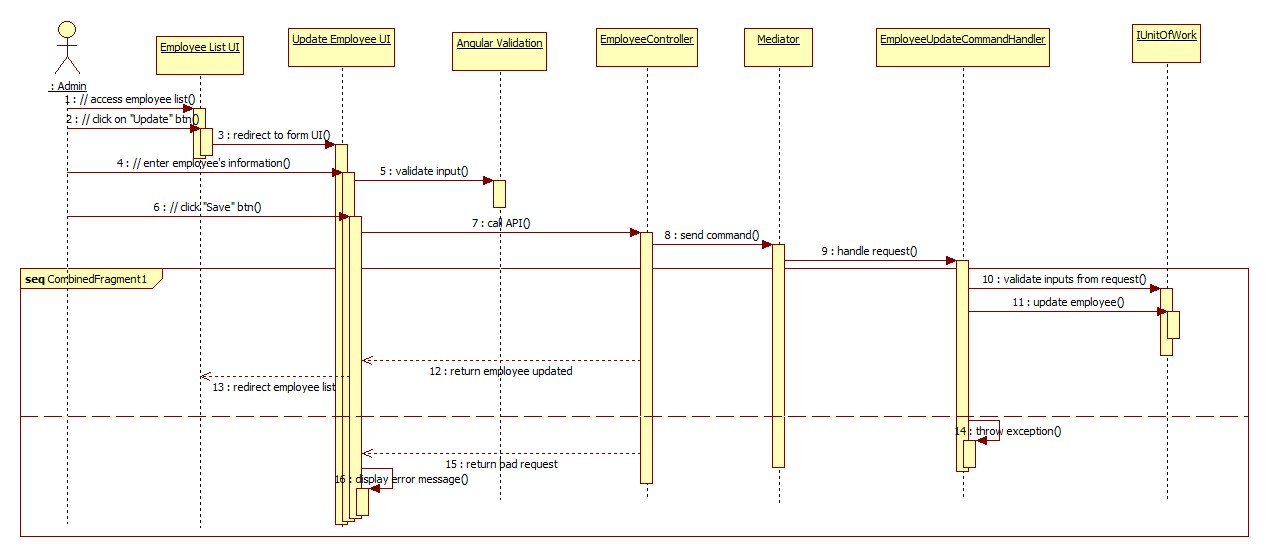 Employee List UI
Update Employee UI
Angular Validation
EmployeeController
Mediator
EmployeeUpdateCommandHandler
IUnitOfWork
: Admin
1 : // access employee list()
2 : // click on "Update" btn()
3 : redirect to form UI()
4 : // enter employee's information()
5 : validate input()
6 : // click "Save" btn()
7 : call API()
8 : send command()
9 : handle request()
seq CombinedFragment1
10 : validate inputs from request()
11 : update employee()
12 : return employee updated
13 : redirect employee list
14 : throw exception()
15 : return bad request
16 : display error message()